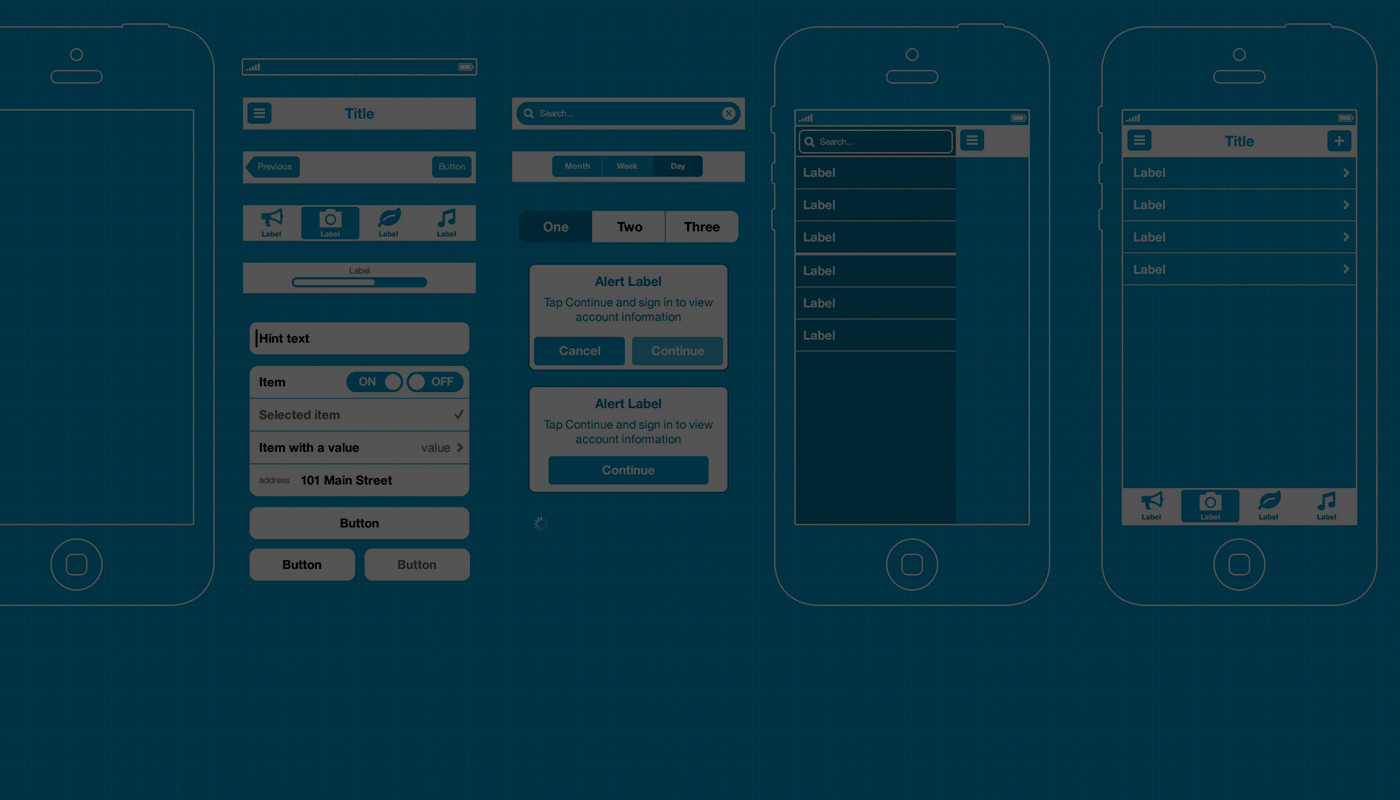 Title
Previous
Button
Label
Label
Label
Label
Label
Hint text
Item
ON
OFF
Selected item
Item with a value
value
address
101 Main Street
Button
Button
Button
Search...
Month
Week
Day
One
Two
Three
Alert Label
Tap Continue and sign in to view
account information
Cancel
Continue
Alert Label
Tap Continue and sign in to view
account information
Continue
Search...
Label
Label
Label
Label
Label
Label
Title
Label
Label
Label
Label
Label
Label
Label
Label